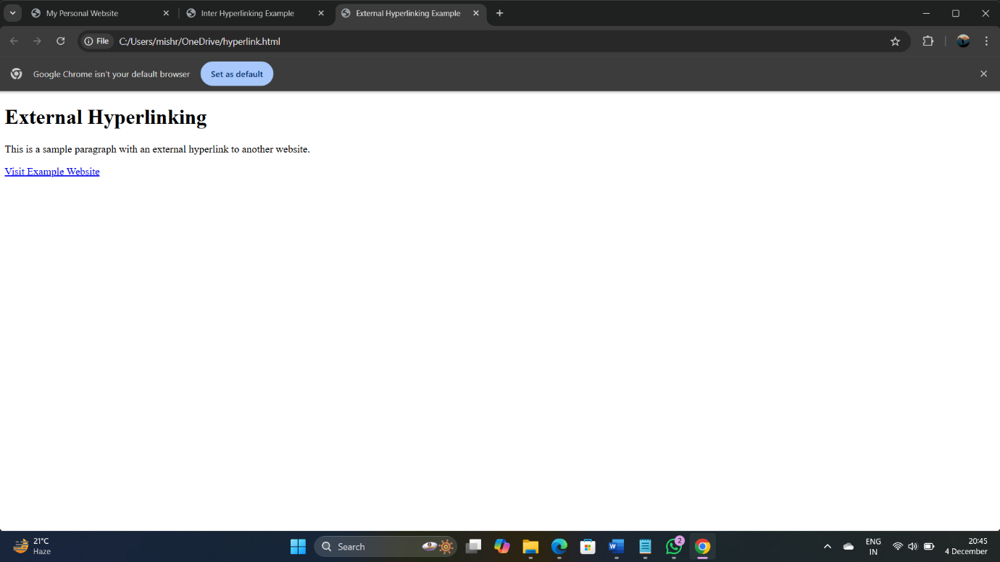 My Personal Website
Inter Hyperlinking Example
External Hyperlinking Example
File
C:/Users/mishr/OneDrive/hyperlink.html
Google Chrome isn't your default browser
Set as default
External Hyperlinking
This is a sample paragraph with an external hyperlink to another website.
Visit Example Website
21°C
Haze
Search
2
ENG
IN
20:45
4 December